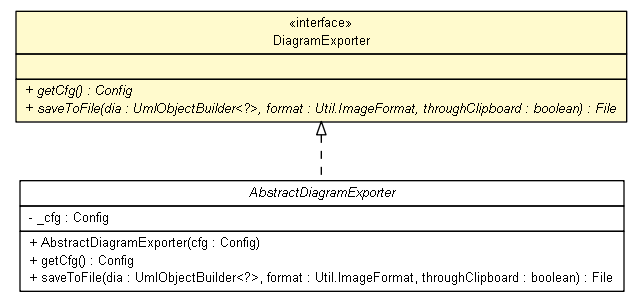 «interface»
DiagramExporter
+ getCfg() : Config
+ saveToFile(dia : UmlObjectBuilder<?>, format : Util.ImageFormat, throughClipboard : boolean) : File
AbstractDiagramExporter
- _cfg : Config
+ AbstractDiagramExporter(cfg : Config)
+ getCfg() : Config
+ saveToFile(dia : UmlObjectBuilder<?>, format : Util.ImageFormat, throughClipboard : boolean) : File